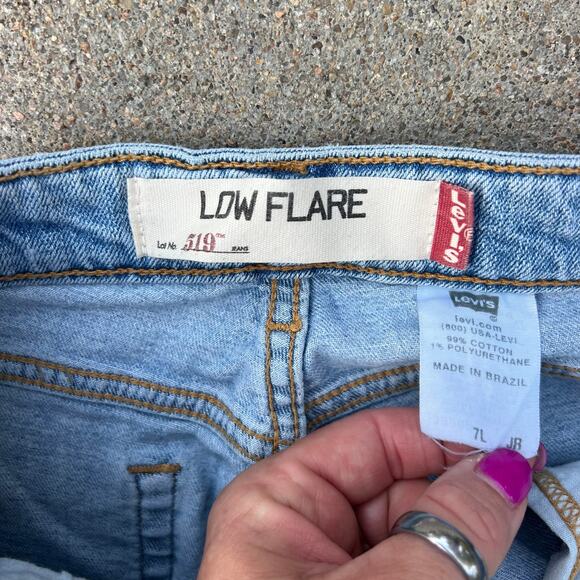 LOW FLARE
Lot No. 519™ JEANS
LEVI'S®
LEVI'S
®
levi.com
(800) USA-LEVI
99% COTTON
1% POLYURETHANE
MADE IN BRAZIL
7L JR